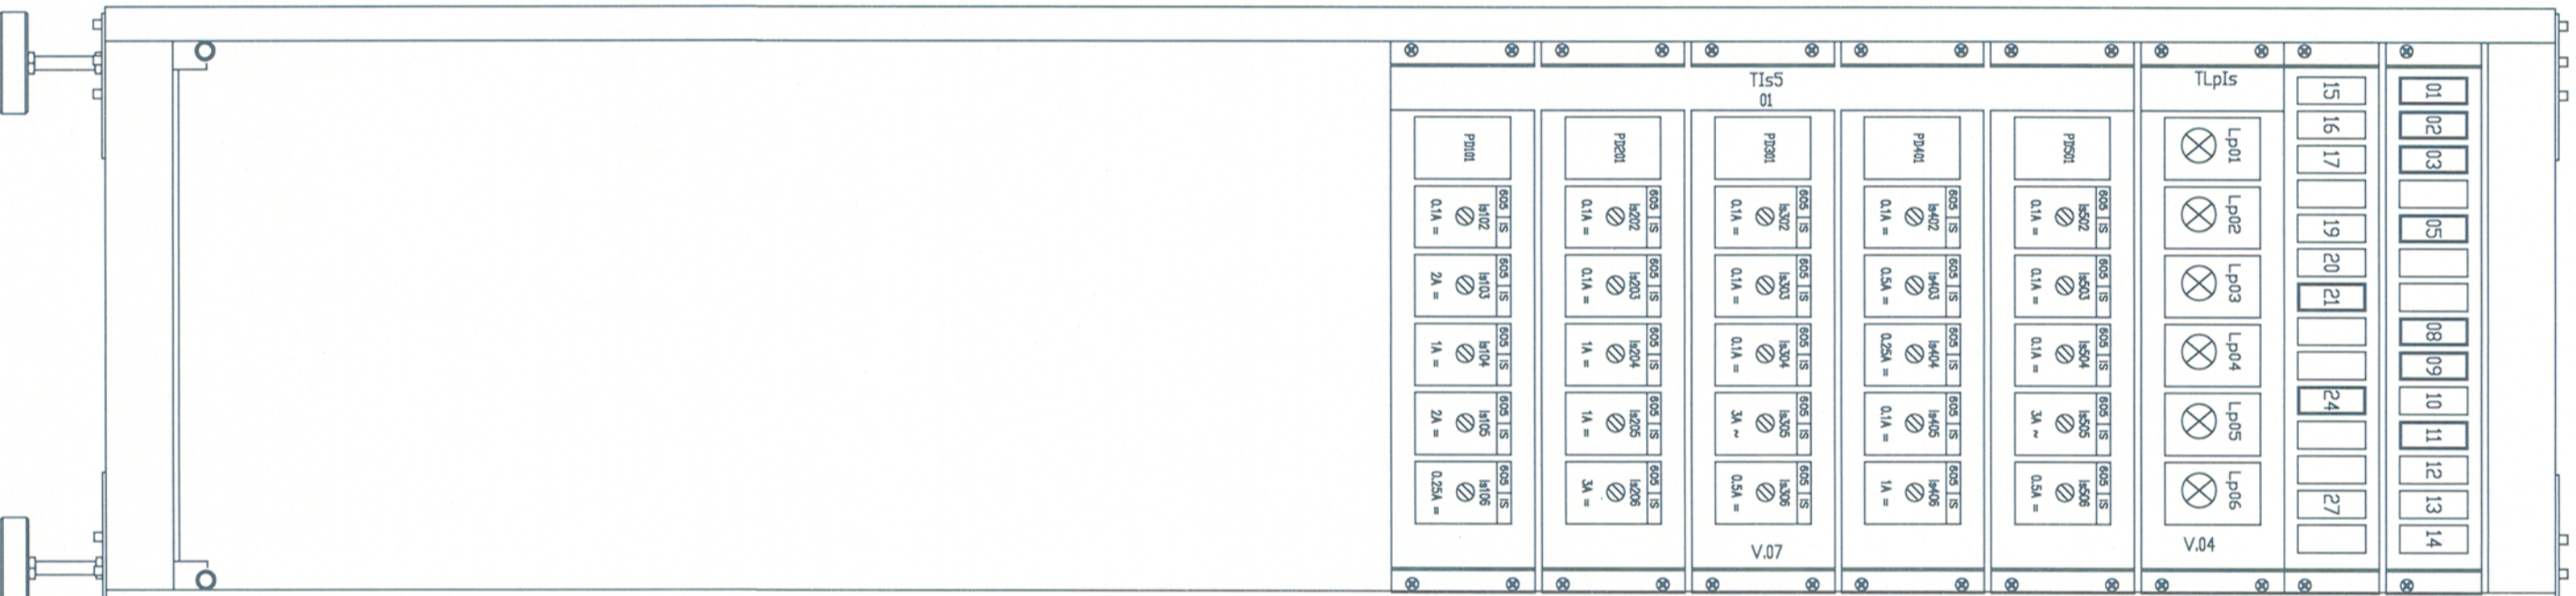 TIs5
01
PD101
605 IS
Is102
0.1A =
605 IS
Is103
2A =
605 IS
Is104
1A =
605 IS
Is105
2A =
605 IS
Is106
0.25A =
PD201
605 IS
Is202
0.1A =
605 IS
Is203
0.1A =
605 IS
Is204
1A =
605 IS
Is205
1A =
605 IS
Is206
3A =
PD301
605 IS
Is302
0.1A =
605 IS
Is303
0.1A =
605 IS
Is304
0.1A =
605 IS
Is305
3A ~
605 IS
Is306
0.5A =
V.07
PD401
605 IS
Is402
0.1A =
605 IS
Is403
0.5A =
605 IS
Is404
0.25A =
605 IS
Is405
0.1A =
605 IS
Is406
1A =
PD501
605 IS
Is502
0.1A =
605 IS
Is503
0.1A =
605 IS
Is504
0.1A =
605 IS
Is505
3A ~
605 IS
Is506
0.5A =
TLpIs
Lp01
Lp02
Lp03
Lp04
Lp05
Lp06
V.04
15
16
17
19
20
21
24
27
01
02
03
05
08
09
10
11
12
13
14